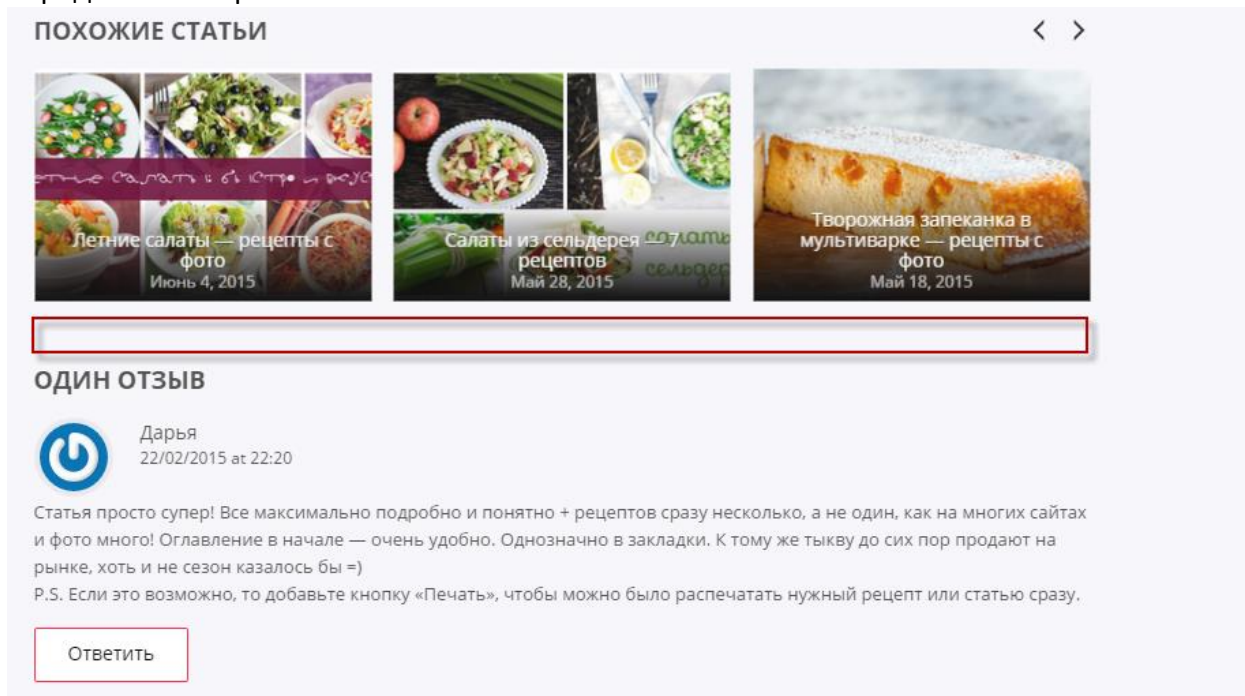 ПОХОЖИЕ СТАТЬИ
< >
Летние салаты — рецепты с
фото
Июнь 4, 2015
Салаты из сельдерея — 7
рецептов
Май 28, 2015
Творожная запеканка в
мультиварке — рецепты с
фото
Май 18, 2015
ОДИН ОТЗЫВ
Дарья
22/02/2015 at 22:20
Статья просто супер! Все максимально подробно и понятно + рецептов сразу несколько, а не один, как на многих сайтах
и фото много! Оглавление в начале — очень удобно. Однозначно в закладки. К тому же тыкву до сих пор продают на
рынке, хоть и не сезон казалось бы =)
P.S. Если это возможно, то добавьте кнопку «Печать», чтобы можно было распечатать нужный рецепт или статью сразу.
Ответить